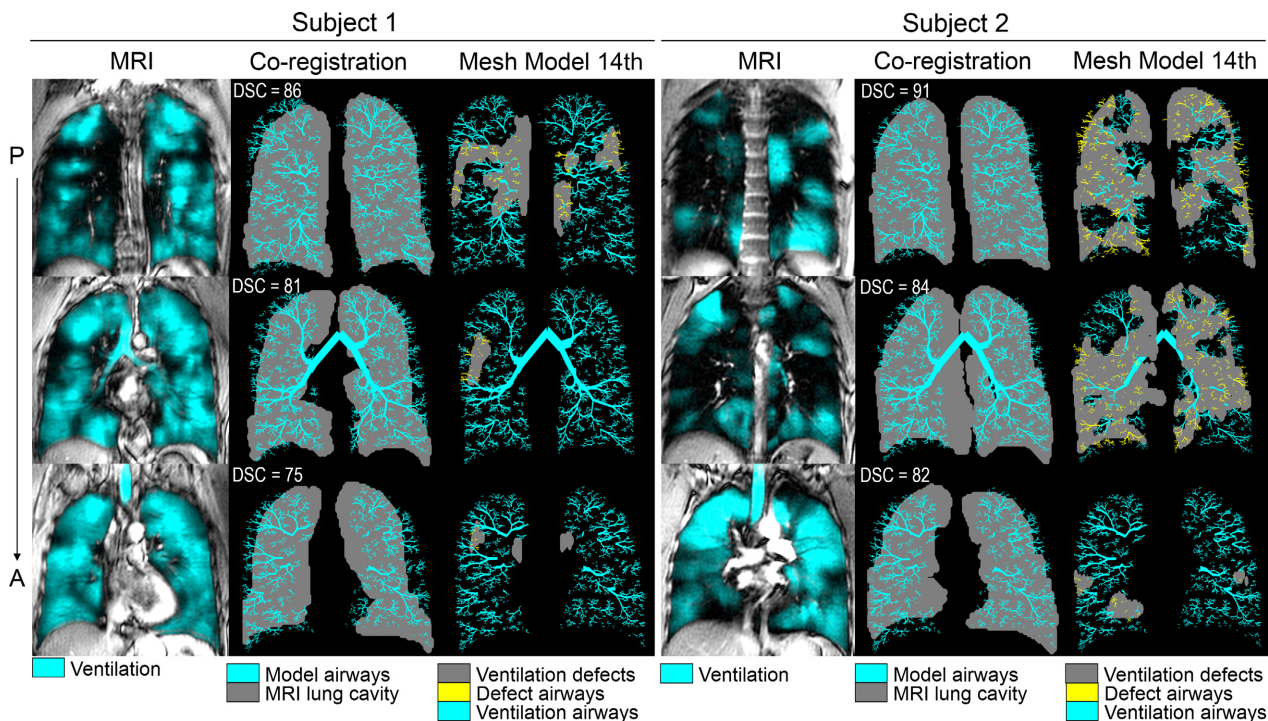 Subject 1 Subject 2
MRI Co-registration Mesh Model 14th MRI Co-registration Mesh Model 14th
P
DSC = 86 DSC = 91
DSC = 81 DSC = 84
DSC = 75 DSC = 82
A
Ventilation Model airways Ventilation defects Ventilation Model airways Ventilation defects
MRI lung cavity Defect airways MRI lung cavity Defect airways
Ventilation airways Ventilation airways